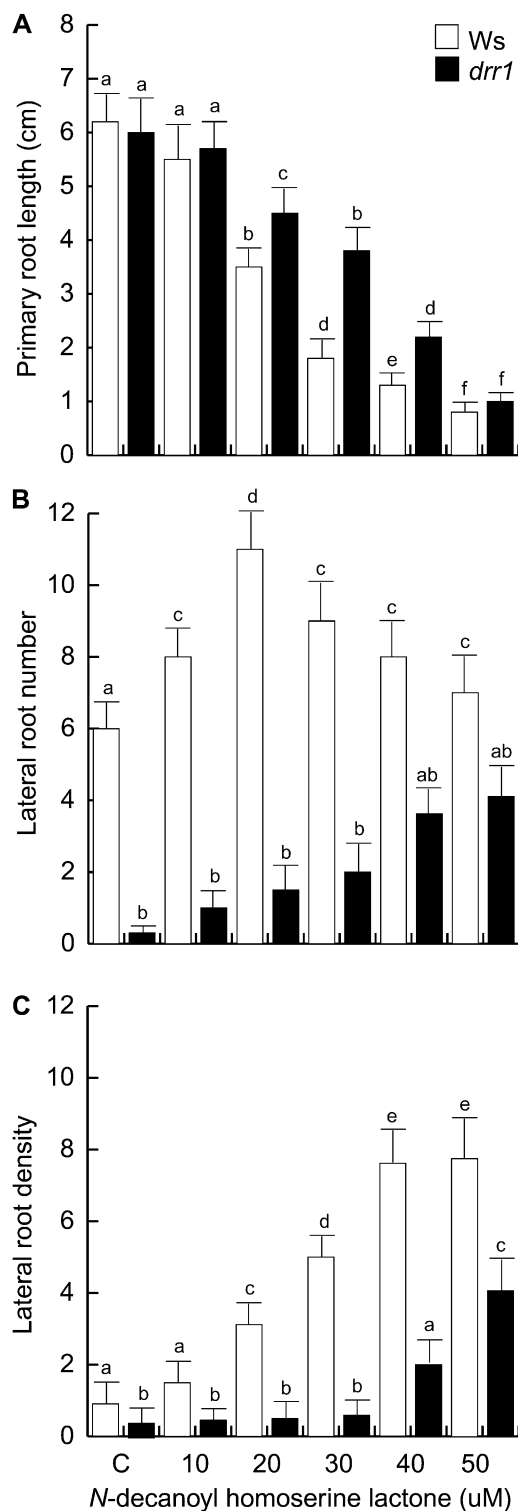 A
Ws
drr1
Primary root length (cm)
8
7
6
5
4
3
2
1
0
a a a a b c d b e d f f
B
Lateral root number
12
10
8
6
4
2
0
a b c b d b c b c ab c ab
C
Lateral root density
12
10
8
6
4
2
0
a b a b c b d b e a e c
C 10 20 30 40 50
N-decanoyl homoserine lactone (uM)